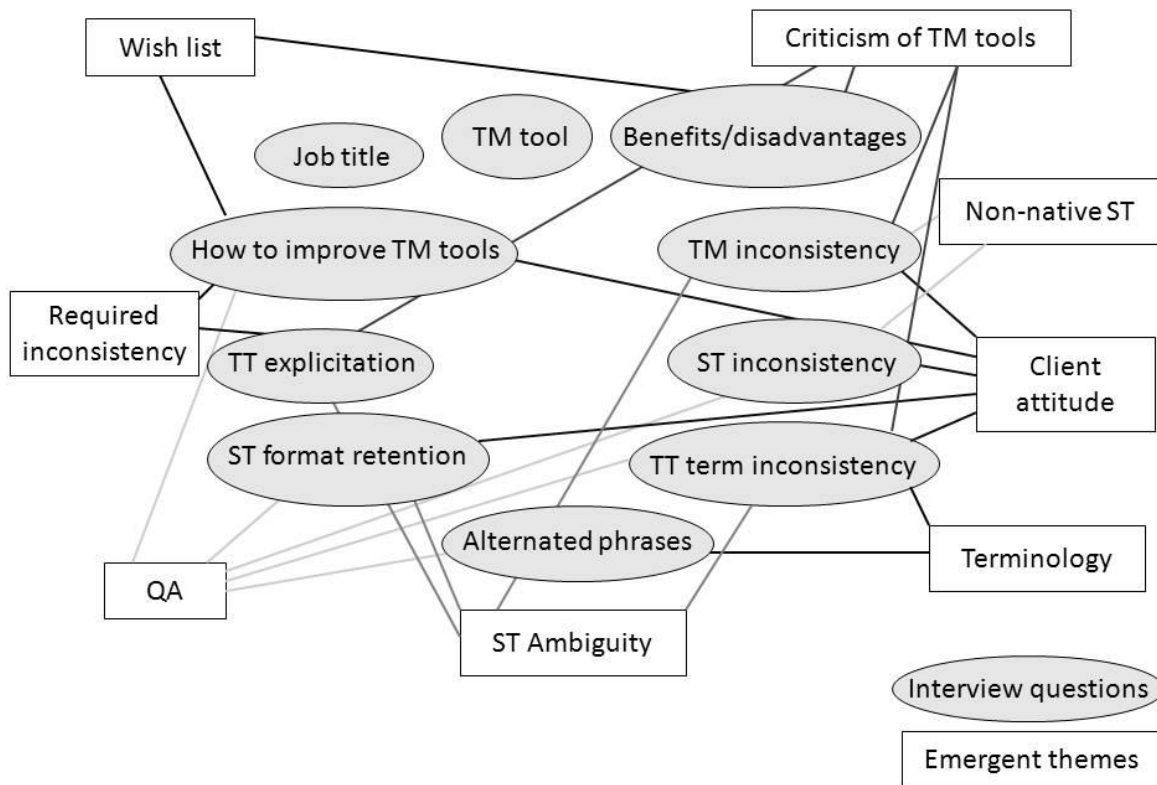 Wish list
Criticism of TM tools
Job title
TM tool
Benefits/disadvantages
Non-native ST
How to improve TM tools
TM inconsistency
Required
inconsistency
TT explicitation
ST inconsistency
Client
attitude
ST format retention
TT term inconsistency
Alternated phrases
Terminology
QA
ST Ambiguity
Interview questions
Emergent themes